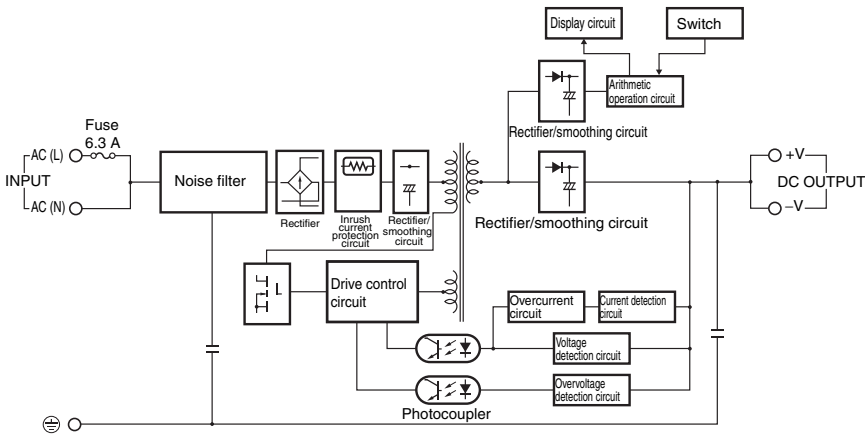 Display circuit
Switch
Arithmetic
operation circuit
Rectifier/smoothing circuit
Fuse
6.3 A
AC (L)
INPUT
AC (N)
Noise filter
Rectifier
Inrush
current
protection
circuit
Rectifier/
smoothing
circuit
Rectifier/smoothing circuit
+V
DC OUTPUT
−V
Drive control
circuit
Overcurrent
circuit
Current detection
circuit
Voltage
detection circuit
Overvoltage
detection circuit
Photocoupler